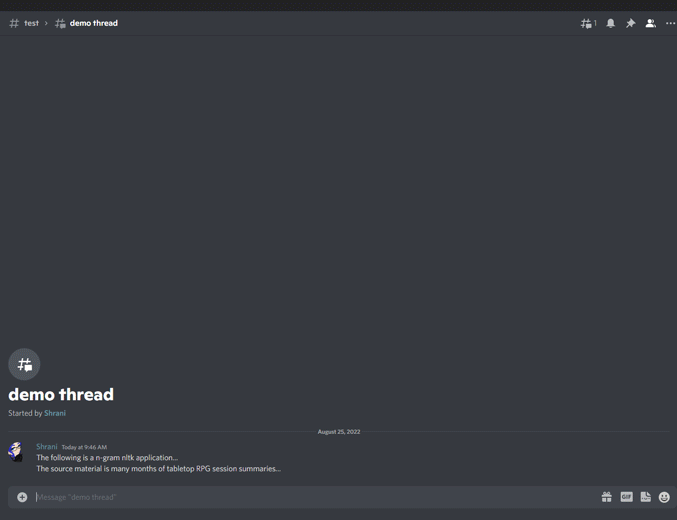 test › demo thread
1
demo thread
Started by Shrani
August 25, 2022
Shrani Today at 9:46 AM
The following is a n-gram nltk application...
The source material is many months of tabletop RPG session summaries...
Message "demo thread"
GIF